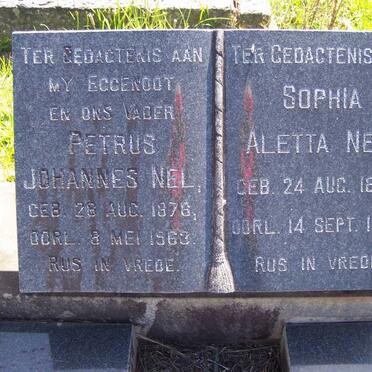 TER GEDACTENIS AAN
MY EGGENOOT
EN ONS VADER
PETRUS
JOHANNES NEL,
GEB. 28 AUG. 1878,
OORL. 8 MEI 1963.
RUS IN VREDE.
TER GEDACTENIS
SOPHIA
ALETTA NE
GEB. 24 AUG. 18
OORL. 14 SEPT. 1
RUS IN VREDE